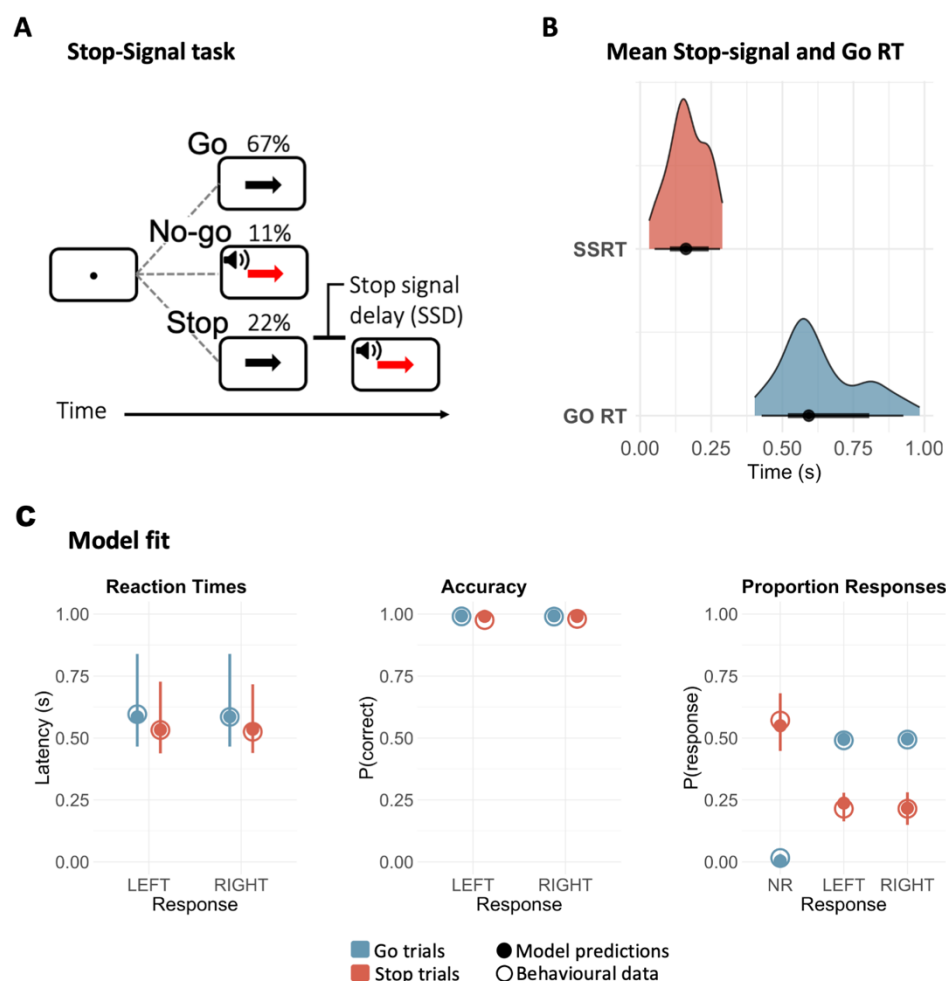 A
Stop-Signal task
Go 67%
No-go 11%
Stop 22%
Stop signal
delay (SSD)
Time
B
Mean Stop-signal and Go RT
SSRT
GO RT
0.00 0.25 0.50 0.75 1.00
Time (s)
C
Model fit
Reaction Times
1.00
0.75
0.50
0.25
0.00
Latency (s)
LEFT RIGHT
Response
Accuracy
1.00
0.75
0.50
0.25
0.00
P(correct)
LEFT RIGHT
Response
Proportion Responses
1.00
0.75
0.50
0.25
0.00
P(response)
NR LEFT RIGHT
Response
Go trials
Model predictions
Stop trials
Behavioural data